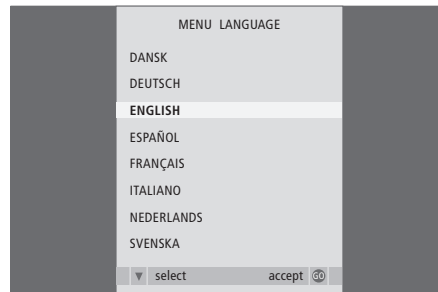 MENU LANGUAGE
DANSK
DEUTSCH
ENGLISH
ESPAÑOL
FRANÇAIS
ITALIANO
NEDERLANDS
SVENSKA
▼ select accept GO